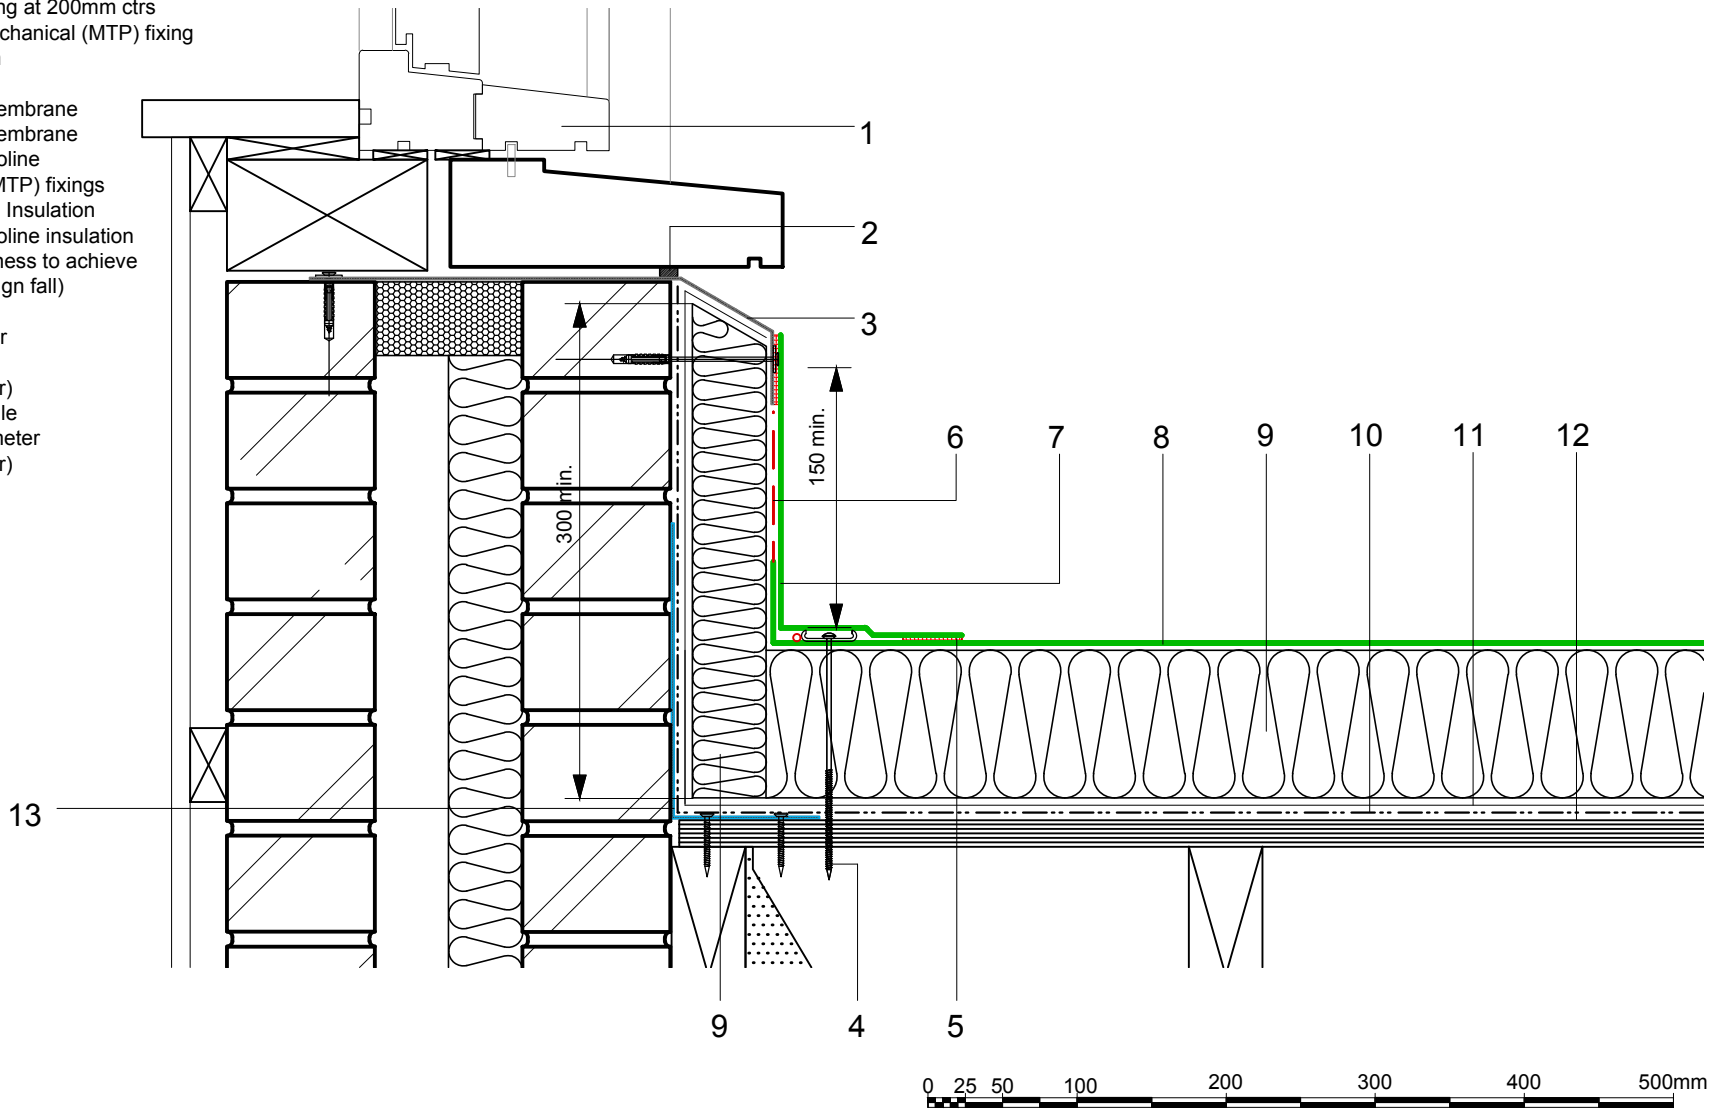 ng at 200mm ctrs
chanical (MTP) fixing
embrane
embrane
oline
MTP) fixings
Insulation
oline insulation
ness to achieve
gn fall)
r
r)
le
neter
r)
1
2
3
300 min.
150 min.
6
7
8
9
10
11
12
13
9
4
5
0 25 50 100 200 300 400 500mm